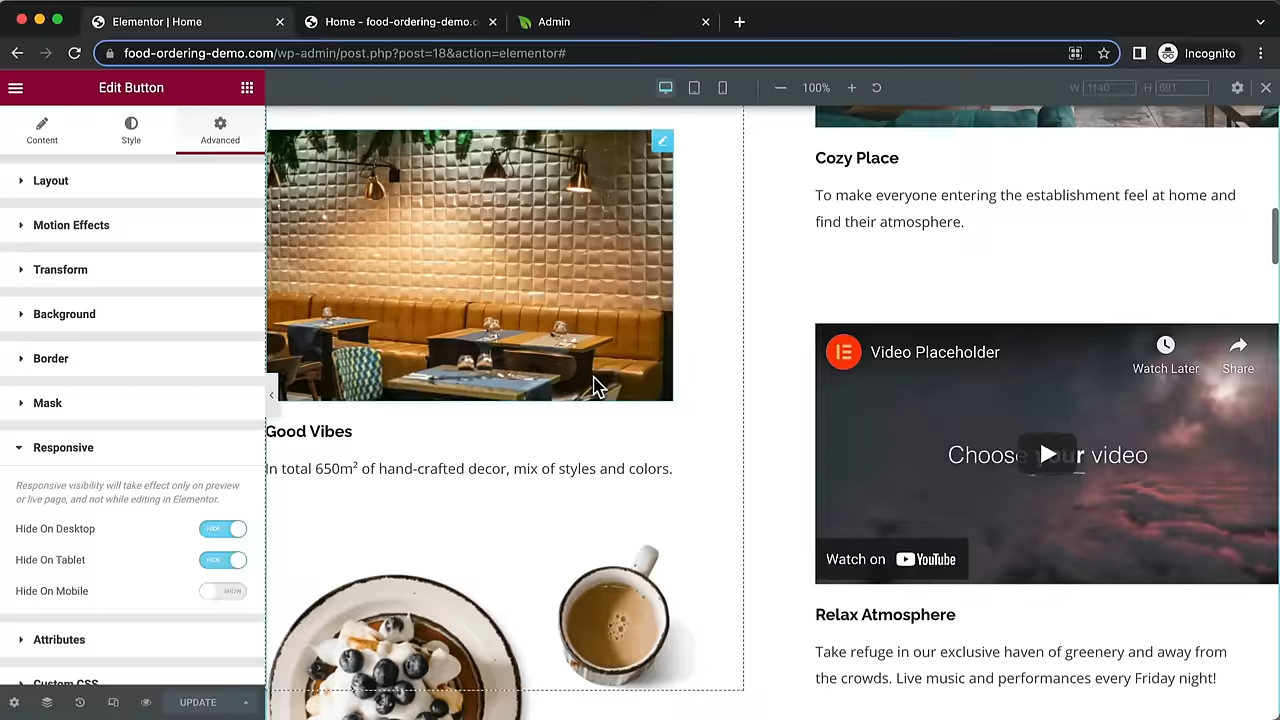 Elementor | Home
Home - food-ordering-demo.c
Admin
food-ordering-demo.com/wp-admin/post.php?post=18&action=elementor#
Incognito
Edit Button
100%
W 1140 H 691
Content
Style
Advanced
Layout
Motion Effects
Transform
Background
Border
Mask
Responsive
Responsive visibility will take effect only on preview
or live page, and not while editing in Elementor.
Hide On Desktop
HIDE
Hide On Tablet
HIDE
Hide On Mobile
SHOW
Attributes
Custom CSS
UPDATE
Good Vibes
In total 650m² of hand-crafted decor, mix of styles and colors.
Cozy Place
To make everyone entering the establishment feel at home and
find their atmosphere.
Video Placeholder
Watch Later
Share
Choose your video
Watch on YouTube
Relax Atmosphere
Take refuge in our exclusive haven of greenery and away from
the crowds. Live music and performances every Friday night!